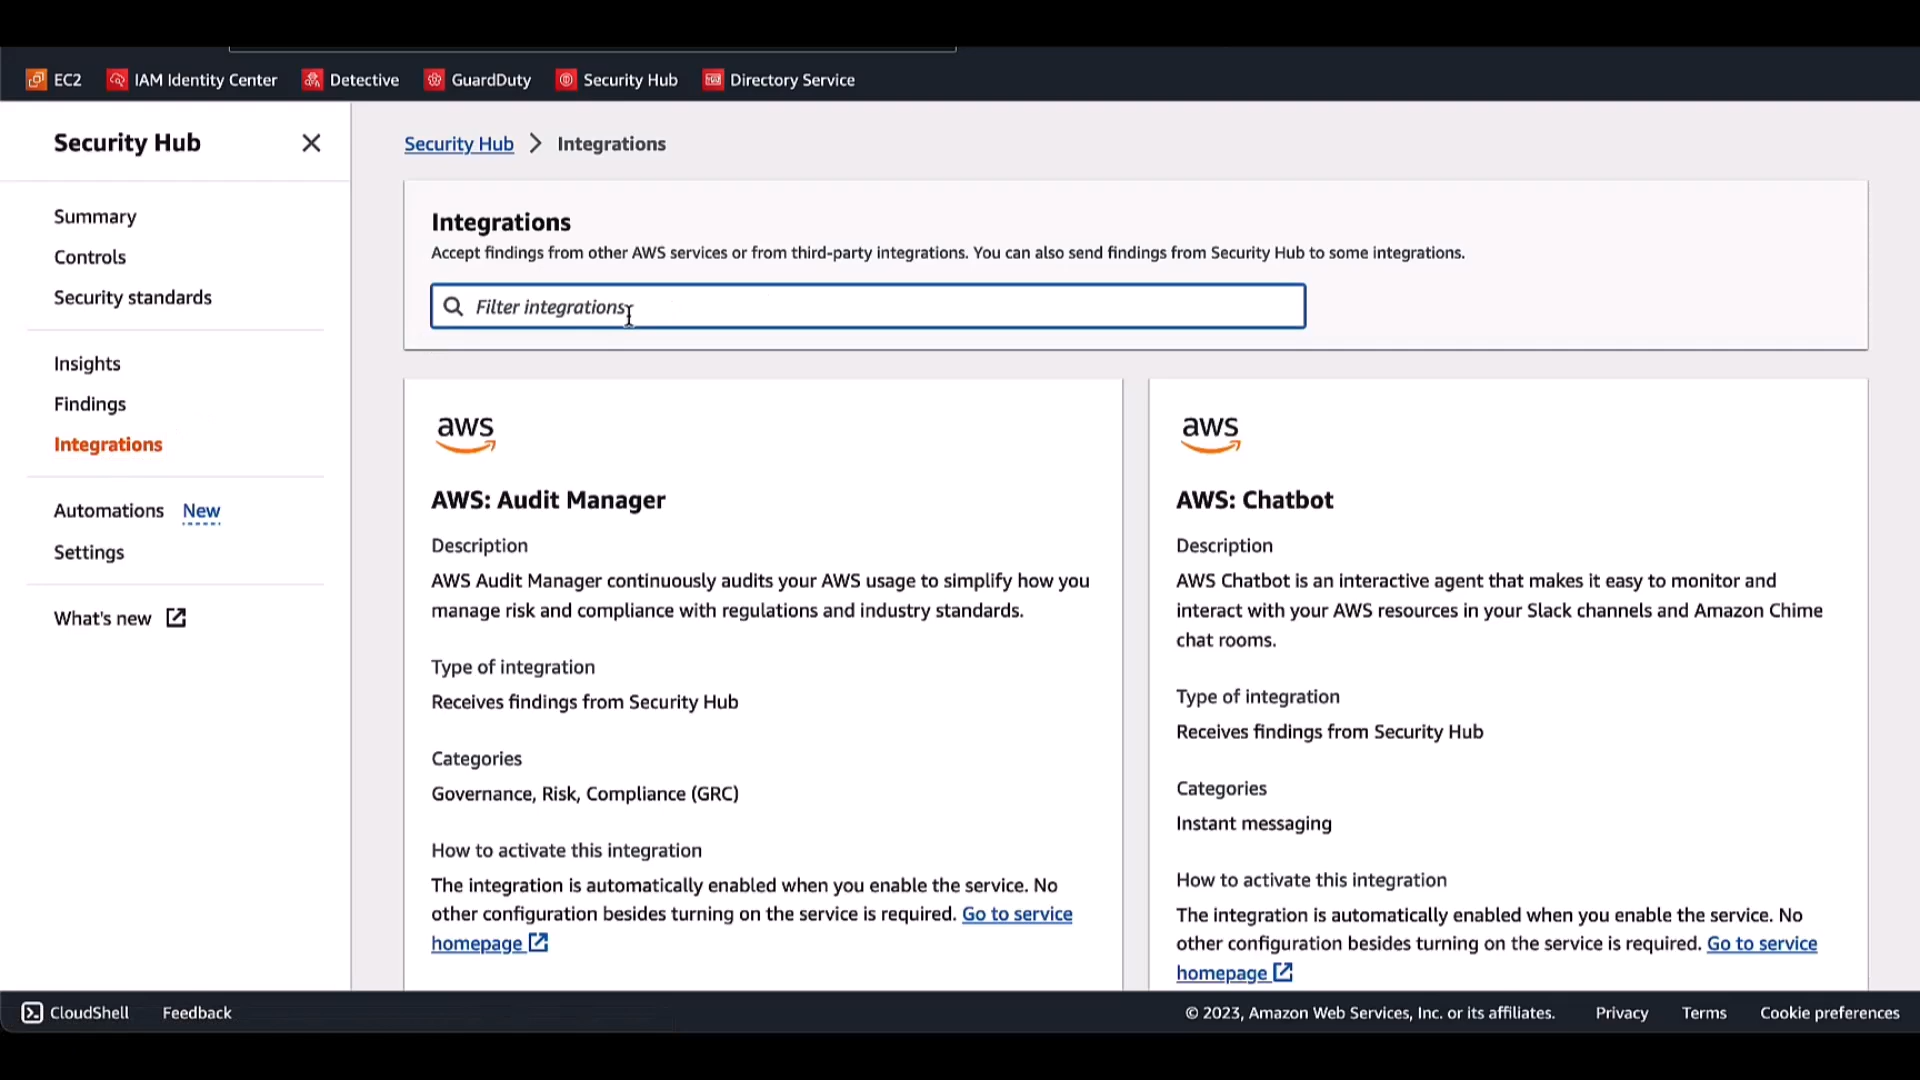 EC2 IAM Identity Center Detective GuardDuty Security Hub Directory Service
Security Hub
Summary
Controls
Security standards
Insights
Findings
Integrations
Automations New
Settings
What's new
Security Hub > Integrations
Integrations
Accept findings from other AWS services or from third-party integrations. You can also send findings from Security Hub to some integrations.
Filter integrations
aws
AWS: Audit Manager
Description
AWS Audit Manager continuously audits your AWS usage to simplify how you
manage risk and compliance with regulations and industry standards.
Type of integration
Receives findings from Security Hub
Categories
Governance, Risk, Compliance (GRC)
How to activate this integration
The integration is automatically enabled when you enable the service. No
other configuration besides turning on the service is required. Go to service
homepage
aws
AWS: Chatbot
Description
AWS Chatbot is an interactive agent that makes it easy to monitor and
interact with your AWS resources in your Slack channels and Amazon Chime
chat rooms.
Type of integration
Receives findings from Security Hub
Categories
Instant messaging
How to activate this integration
The integration is automatically enabled when you enable the service. No
other configuration besides turning on the service is required. Go to service
homepage
CloudShell Feedback © 2023, Amazon Web Services, Inc. or its affiliates. Privacy Terms Cookie preferences